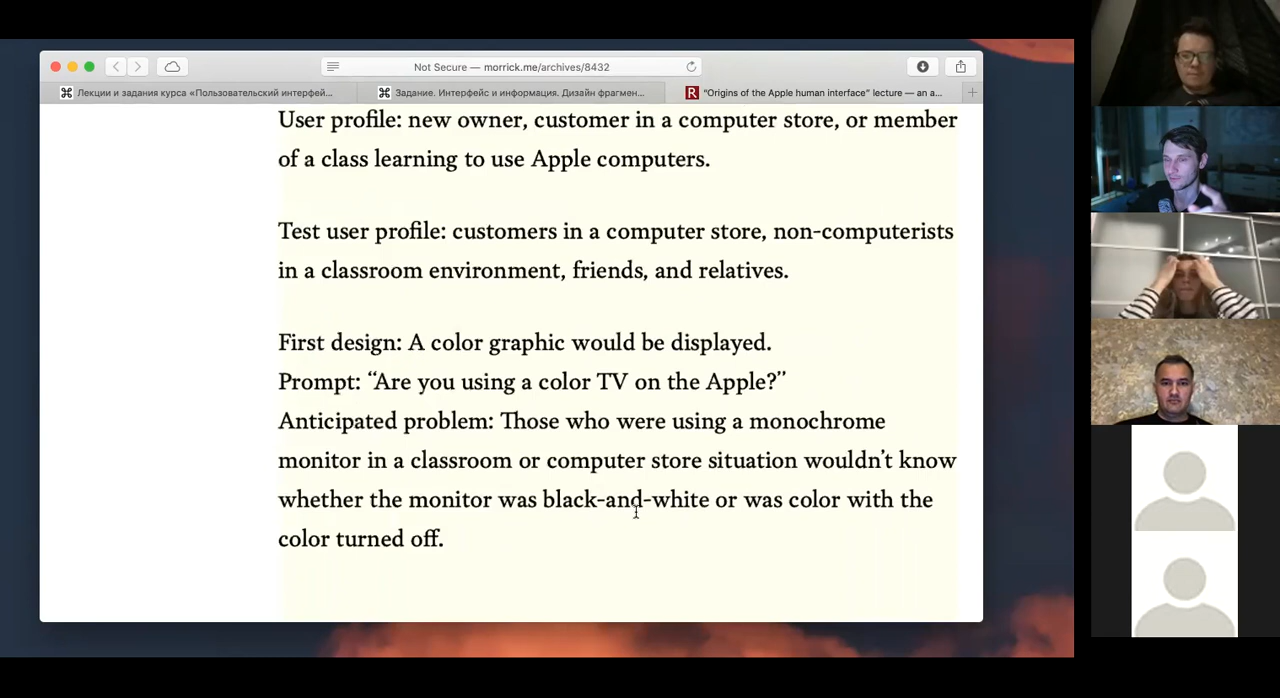 Not Secure — morrick.me/archives/8432
Лекции и задания курса «Пользовательский интерфей...
Задание. Интерфейс и информация. Дизайн фрагмен...
R "Origins of the Apple human interface" lecture — an a...
User profile: new owner, customer in a computer store, or member
of a class learning to use Apple computers.
Test user profile: customers in a computer store, non-computerists
in a classroom environment, friends, and relatives.
First design: A color graphic would be displayed.
Prompt: “Are you using a color TV on the Apple?”
Anticipated problem: Those who were using a monochrome
monitor in a classroom or computer store situation wouldn’t know
whether the monitor was black-and-white or was color with the
color turned off.